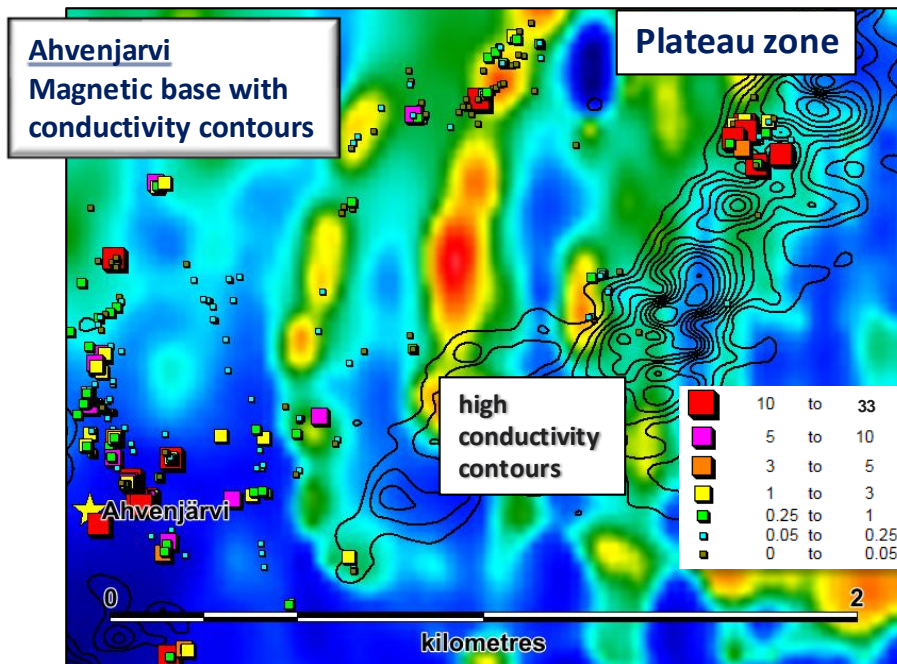 Ahvenjarvi
Magnetic base with
conductivity contours
Plateau zone
high
conductivity
contours
10 to 33
5 to 10
3 to 5
1 to 3
0.25 to 1
0.05 to 0.25
0 to 0.05
Ahvenjärvi
0 2
kilometres